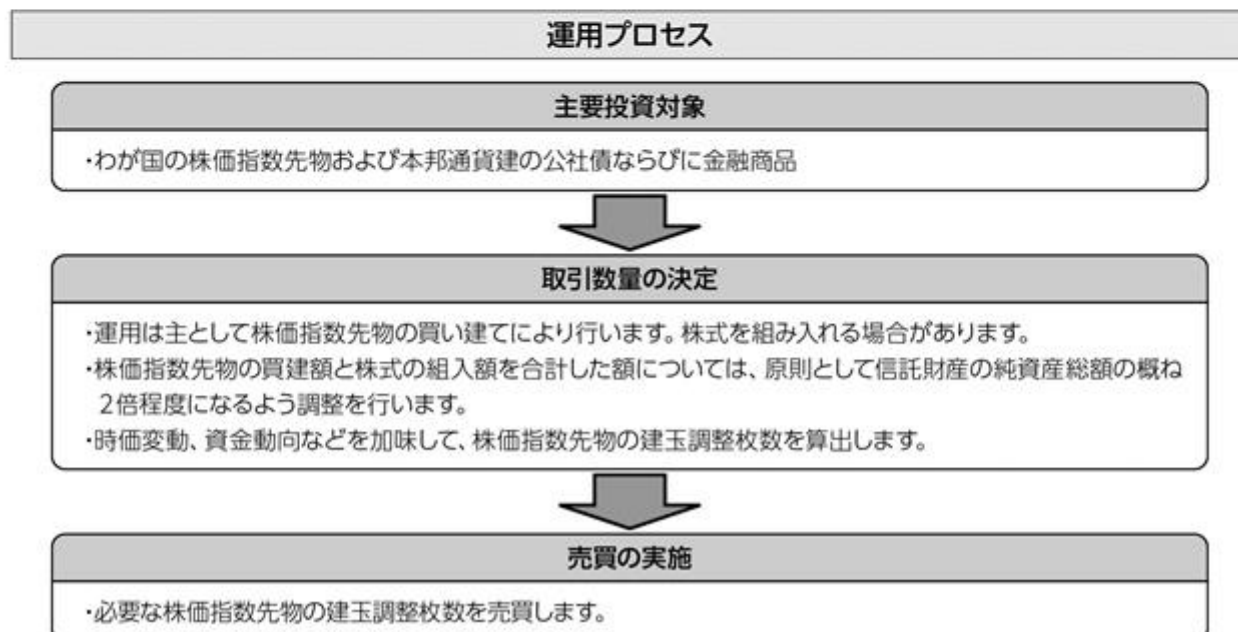 運用プロセス
主要投資対象
・わが国の株価指数先物および本邦通貨建の公社債ならびに金融商品
取引数量の決定
・運用は主として株価指数先物の買い建てにより行います。株式を組み入れる場合があります。
・株価指数先物の買建額と株式の組入額を合計した額については、原則として信託財産の純資産総額の概ね
2倍程度になるよう調整を行います。
・時価変動、資金動向などを加味して、株価指数先物の建玉調整枚数を算出します。
売買の実施
・必要な株価指数先物の建玉調整枚数を売買します。